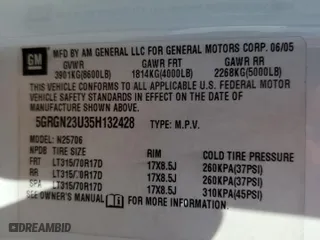 GM
MFD BY AM GENERAL LLC FOR GENERAL MOTORS CORP. 06/05
GVWR GAWR FRT GAWR RR
3901KG(8600LB) 1814KG(4000LB) 2268KG(5000LB)
THIS VEHICLE CONFORMS TO ALL APPLICABLE U.S. FEDERAL MOTOR
VEHICLE SAFETY STANDARDS IN EFFECT ON THE DATE OF
MANUFACTURE SHOWN ABOVE.
5GRGN23U35H132428 TYPE: M.P.V.
MODEL: N25706
NPDB TIRE SIZE RIM COLD TIRE PRESSURE
FRT LT315/70R17D 17X8.5J 260KPA(37PSI)
RR LT315/70R17D 17X8.5J 260KPA(37PSI)
SPA LT315/70R17D 17X8.5J 310KPA(45PSI)
SEE OWNER'S MANUAL FOR ADDITIONAL INFORMATION.
© AUTOBIDMASTER